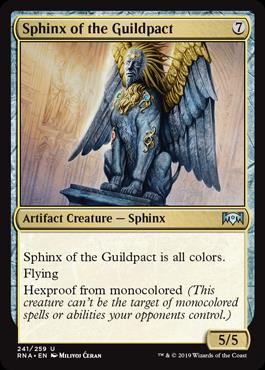 Sphinx of the Guildpact 7
Artifact Creature — Sphinx
Sphinx of the Guildpact is all colors.
Flying
Hexproof from monocolored (This
creature can't be the target of monocolored
spells or abilities your opponents control.)
5/5
241/259 U
RNA • EN Milivoj Ćeran ™ & © 2019 Wizards of the Coast